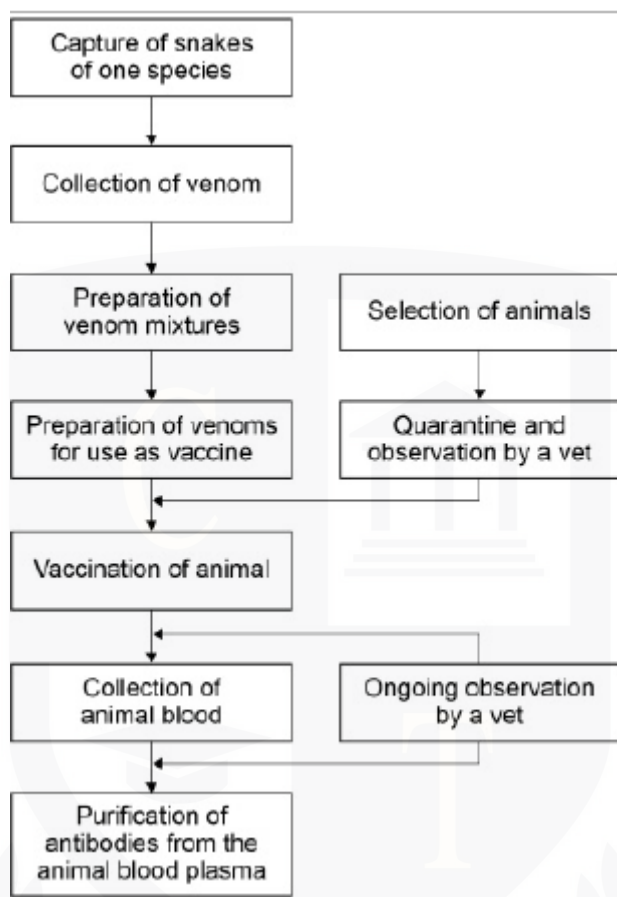 Capture of snakes
of one species
Collection of venom
Preparation of
venom mixtures
Selection of animals
Preparation of venoms
for use as vaccine
Quarantine and
observation by a vet
Vaccination of animal
Collection of
animal blood
Ongoing observation
by a vet
Purification of
antibodies from the
animal blood plasma
C
T